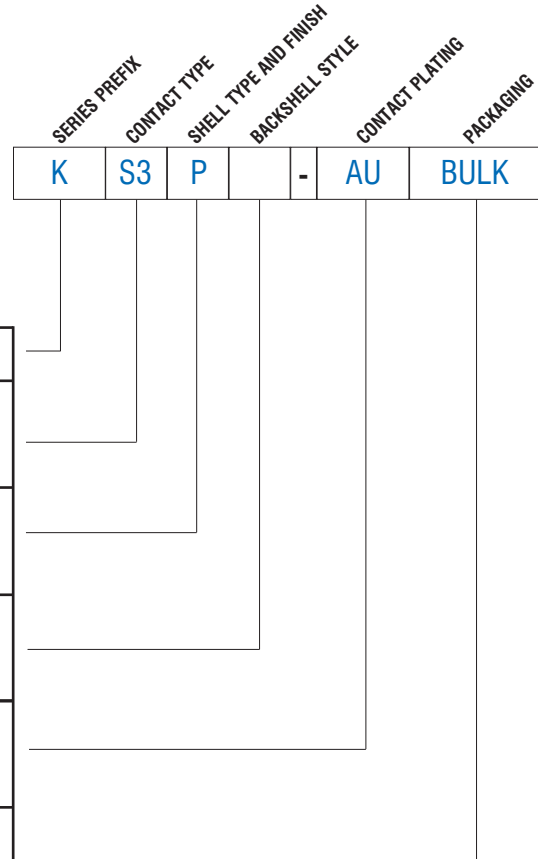 SERIES PREFIX
CONTACT TYPE
SHELL TYPE AND FINISH
BACKSHELL STYLE
CONTACT PLATING
PACKAGING
K S3 P - AU BULK